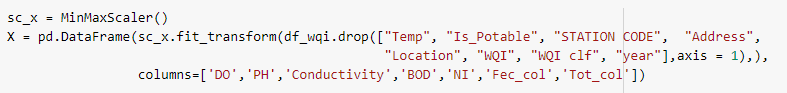 sc_x = MinMaxScaler()
X = pd.DataFrame(sc_x.fit_transform(df_wqi.drop(["Temp", "Is_Potable", "STATION CODE",  "Address",
"Location", "WQI", "WQI clf", "year"],axis = 1),),
columns=['DO','PH','Conductivity','BOD','NI','Fec_col','Tot_col'])